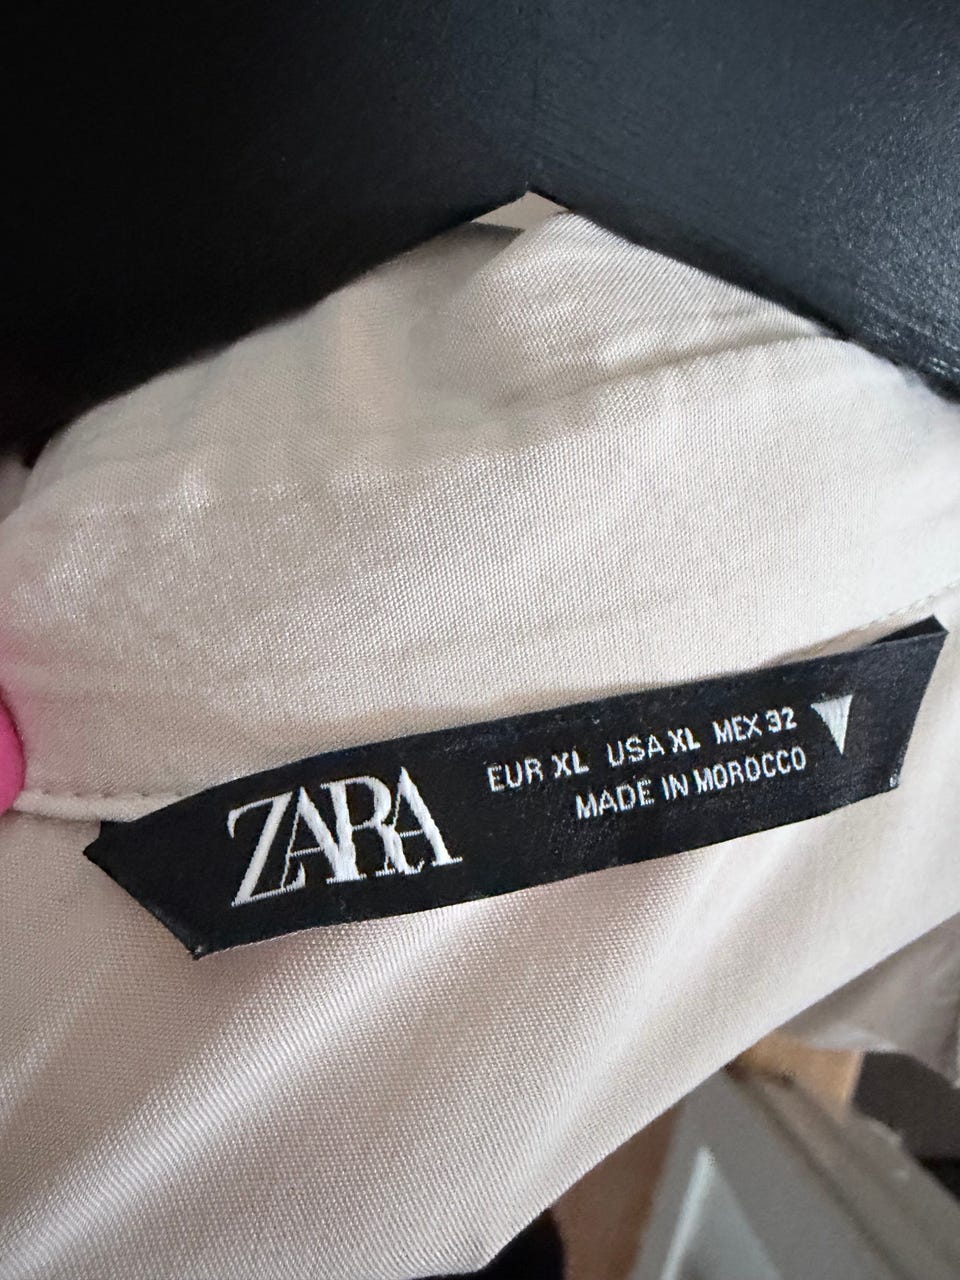 ZARA
EUR XL USA XL MEX 32
MADE IN MOROCCO